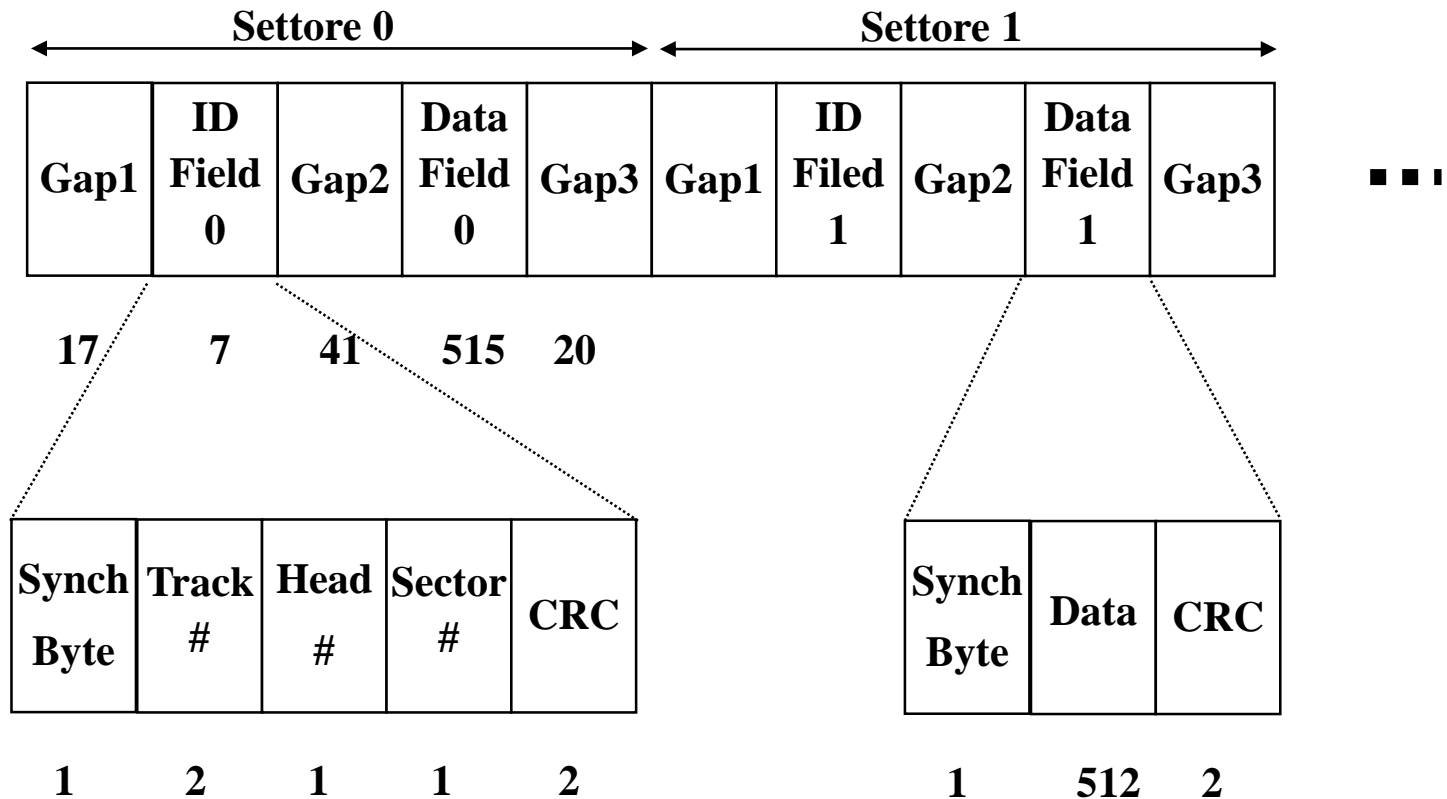 Settore 0 Settore 1
ID Data ID Data
Gap1 Field Gap2 Field Gap3 Gap1 Filed Gap2 Field Gap3 ...
0 0 1 1
17 7 41 515 20
Synch Track Head Sector CRC Synch Data CRC
Byte # # # Byte
1 2 1 1 2 1 512 2